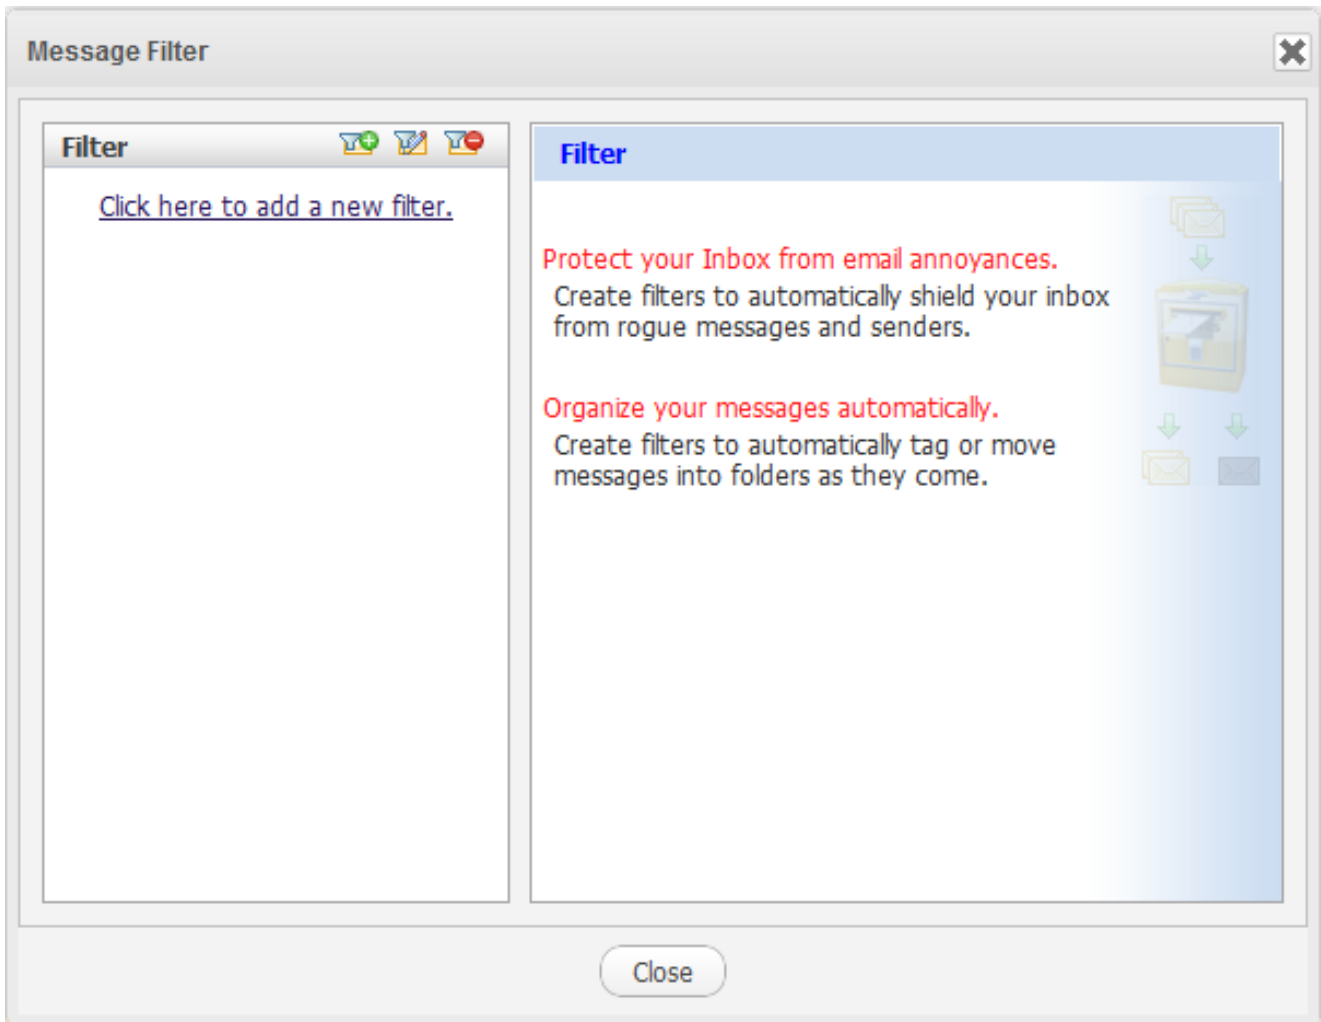 Message Filter
Filter
Click here to add a new filter.
Filter
Protect your Inbox from email annoyances.
Create filters to automatically shield your inbox
from rogue messages and senders.
Organize your messages automatically.
Create filters to automatically tag or move
messages into folders as they come.
Close